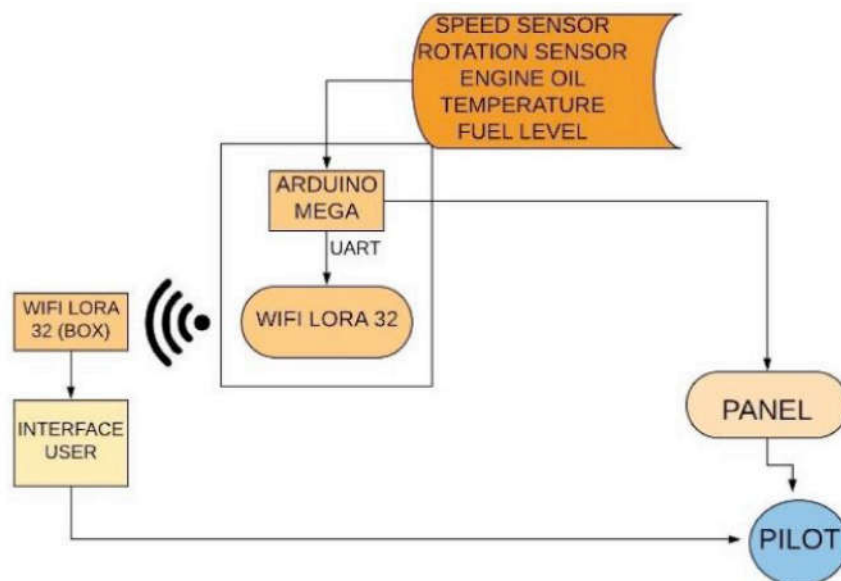 SPEED SENSOR
ROTATION SENSOR
ENGINE OIL
TEMPERATURE
FUEL LEVEL
ARDUINO
MEGA
UART
WIFI LORA 32
WIFI LORA
32 (BOX)
INTERFACE
USER
PANEL
PILOT